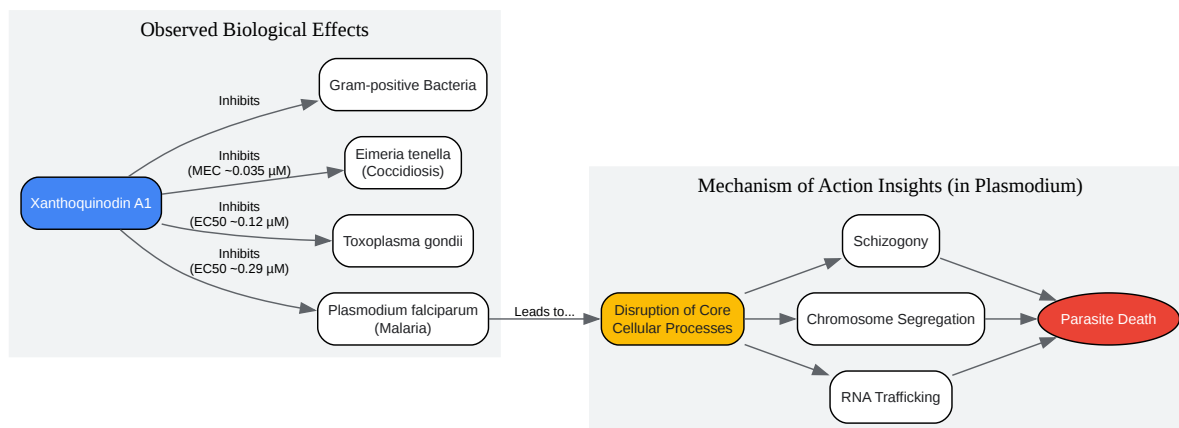 Observed Biological Effects
Gram-positive Bacteria
Inhibits
Inhibits
(MEC ~0.035 µM)
Eimeria tenella
(Coccidiosis)
Xanthoquinodin A1
Inhibits
(EC50 ~0.12 µM)
Toxoplasma gondii
Inhibits
(EC50 ~0.29 µM)
Plasmodium falciparum
(Malaria)
Leads to...
Mechanism of Action Insights (in Plasmodium)
Schizogony
Disruption of Core
Cellular Processes
Chromosome Segregation
Parasite Death
RNA Trafficking